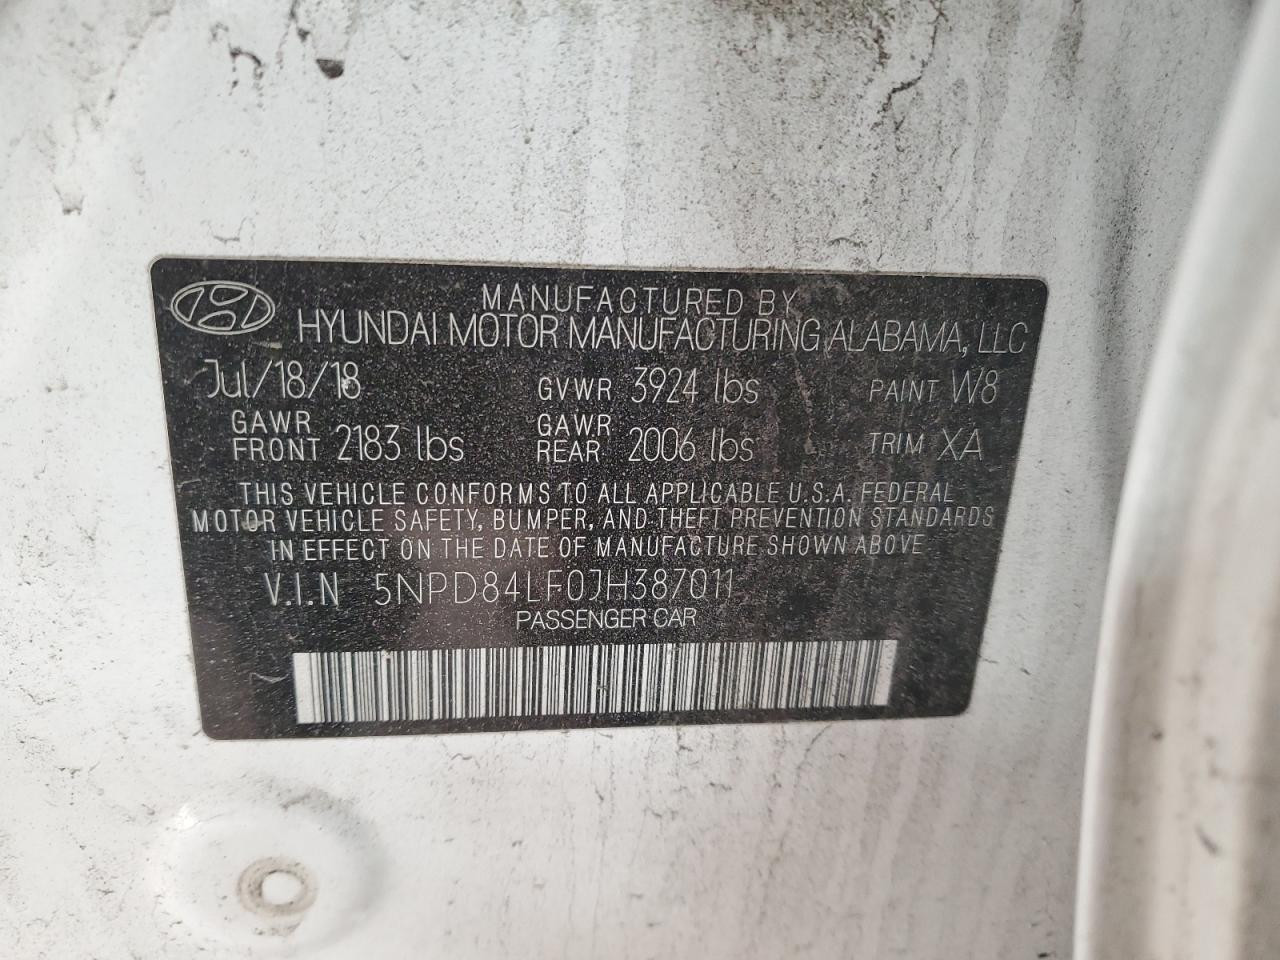 MANUFACTURED BY
HYUNDAI MOTOR MANUFACTURING ALABAMA, LLC
Jul/18/18 GVWR 3924 lbs PAINT W8
GAWR FRONT 2183 lbs GAWR REAR 2006 lbs TRIM XA
THIS VEHICLE CONFORMS TO ALL APPLICABLE U.S.A. FEDERAL
MOTOR VEHICLE SAFETY, BUMPER, AND THEFT PREVENTION STANDARDS
IN EFFECT ON THE DATE OF MANUFACTURE SHOWN ABOVE
V.I.N 5NPD84LF0JH387011
PASSENGER CAR